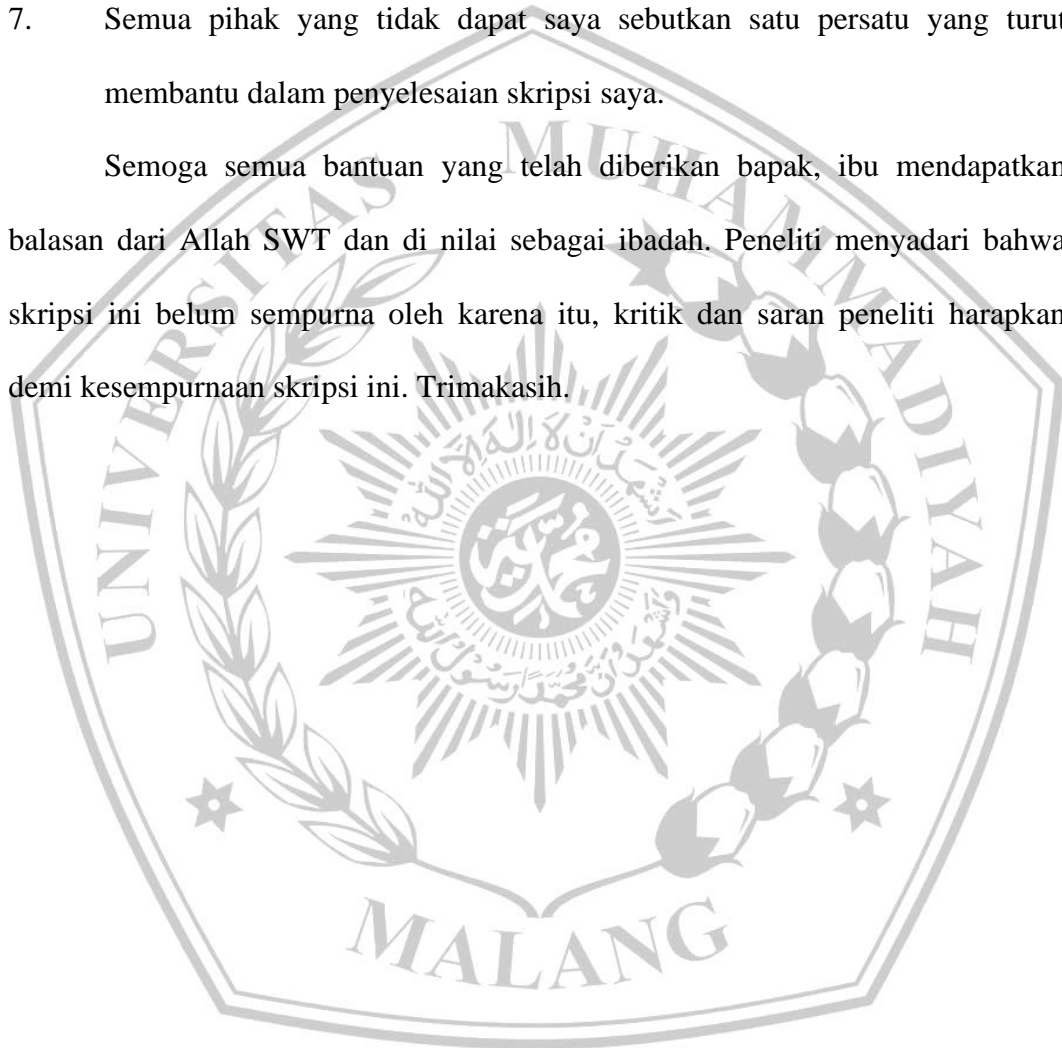 7. Semua pihak yang tidak dapat saya sebutkan satu persatu yang turut
membantu dalam penyelesaian skripsi saya.
Semoga semua bantuan yang telah diberikan bapak, ibu mendapatkan
balasan dari Allah SWT dan di nilai sebagai ibadah. Peneliti menyadari bahwa
skripsi ini belum sempurna oleh karena itu, kritik dan saran peneliti harapkan
demi kesempurnaan skripsi ini. Trimakasih.
UNIVERSITAS MUHAMMADIYAH
MALANG